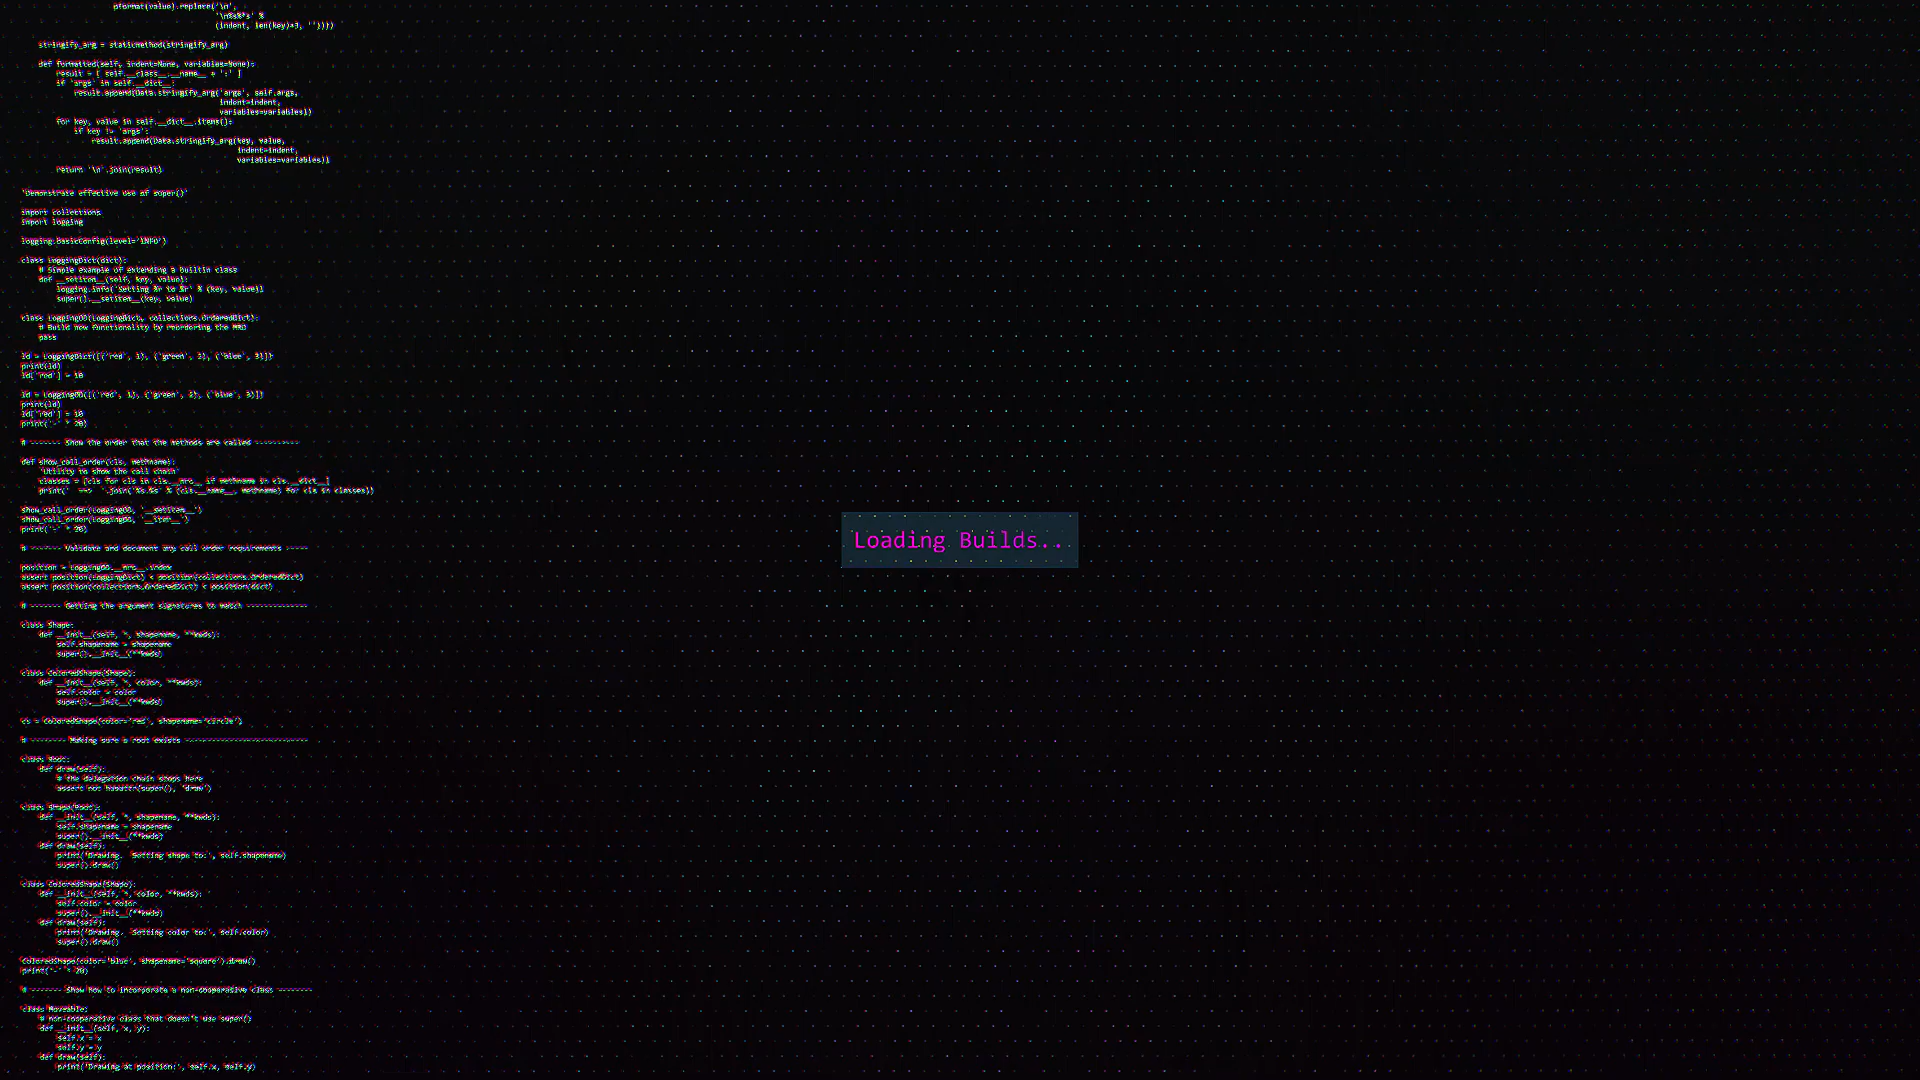 pformat(value).replace('\n',
'\n%s%*s' %
(indent, len(key)+3, ''))))
stringify_arg = staticmethod(stringify_arg)
def formatted(self, indent=None, variables=None):
result = [ self.__class__.__name__ + ':' ]
if 'args' in self.__dict__:
result.append(Data.stringify_arg('args', self.args,
indent=indent,
variables=variables))
for key, value in self.__dict__.items():
if key != 'args':
result.append(Data.stringify_arg(key, value,
indent=indent,
variables=variables))
return '\n'.join(result)
'Demonstrate effective use of super()'
import collections
import logging
logging.basicConfig(level='INFO')
class LoggingDict(dict):
# Simple example of extending a builtin class
def __setitem__(self, key, value):
logging.info('Setting %r to %r' % (key, value))
super().__setitem__(key, value)
class LoggingOD(LoggingDict, collections.OrderedDict):
# Build new functionality by reordering the MRO
pass
ld = LoggingDict([('red', 1), ('green', 2), ('blue', 3)])
print(ld)
ld['red'] = 10
ld = LoggingOD([('red', 1), ('green', 2), ('blue', 3)])
print(ld)
ld['red'] = 10
print('-' * 20)
# ------- Show the order that the methods are called ----------
def show_call_order(cls, methname):
'Utility to show the call chain'
classes = [cls for cls in cls.__mro__ if methname in cls.__dict__]
print('  ==>  '.join('%s.%s' % (cls.__name__, methname) for cls in classes))
show_call_order(LoggingOD, '__setitem__')
show_call_order(LoggingOD, '__iter__')
print('-' * 20)
# ------- Validate and document any call order requirements -----
position = LoggingOD.__mro__.index
assert position(LoggingDict) < position(collections.OrderedDict)
assert position(collections.OrderedDict) < position(dict)
# ------- Getting the argument signatures to match --------------
class Shape:
def __init__(self, *, shapename, **kwds):
self.shapename = shapename
super().__init__(**kwds)
class ColoredShape(Shape):
def __init__(self, *, color, **kwds):
self.color = color
super().__init__(**kwds)
cs = ColoredShape(color='red', shapename='circle')
# -------- Making sure a root exists ----------------------------
class Root:
def draw(self):
# the delegation chain stops here
assert not hasattr(super(), 'draw')
class Shape(Root):
def __init__(self, *, shapename, **kwds):
self.shapename = shapename
super().__init__(**kwds)
def draw(self):
print('Drawing.  Setting shape to:', self.shapename)
super().draw()
class ColoredShape(Shape):
def __init__(self, *, color, **kwds):
self.color = color
super().__init__(**kwds)
def draw(self):
print('Drawing.  Setting color to:', self.color)
super().draw()
ColoredShape(color='blue', shapename='square').draw()
print('-' * 20)
# ------- Show how to incorporate a non-cooperative class --------
class Moveable:
# non-cooperative class that doesn't use super()
def __init__(self, x, y):
self.x = x
self.y = y
def draw(self):
print('Drawing at position:', self.x, self.y)
Loading Builds..